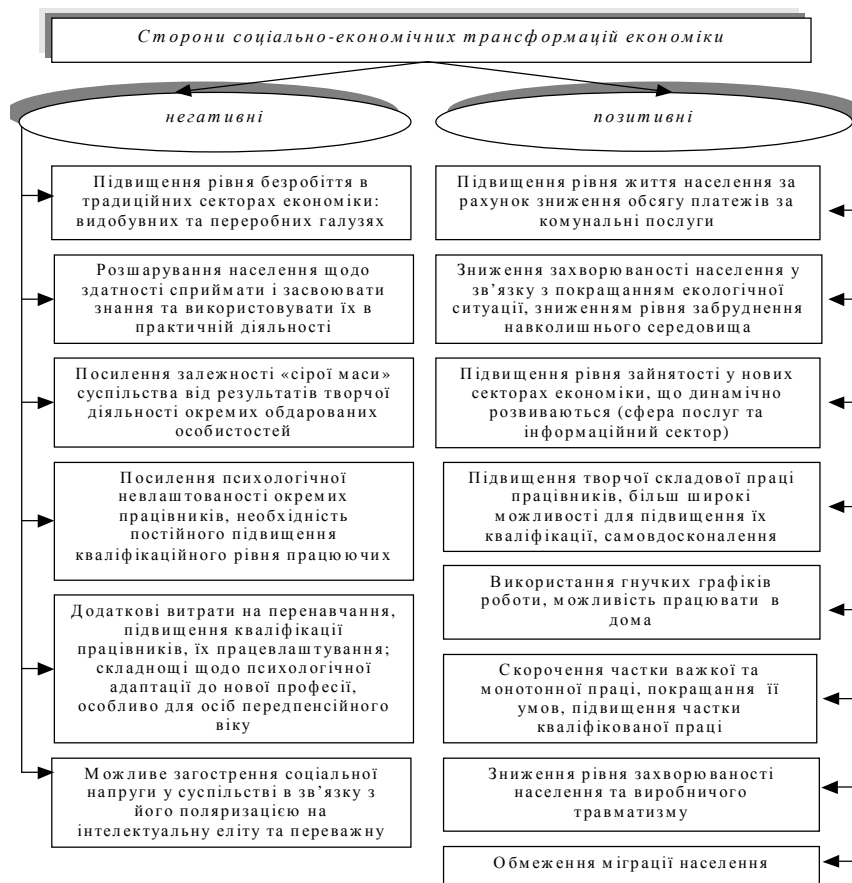 Сторони соціально-економічних трансформацій економіки
негативні
позитивні
Підвищення рівня безробіття в
традиційних секторах економіки:
видобувних та переробних галузях
Розшарування населення щодо
здатності сприймати і засвоювати
знання та використовувати їх в
практичній діяльності
Посилення залежності «сірої маси»
суспільства від результатів творчої
діяльності окремих обдарованих
особистостей
Посилення психологічної
невлаштованості окремих
працівників, необхідність
постійного підвищення
кваліфікаційного рівня працюючих
Додаткові витрати на перенавчання,
підвищення кваліфікації
працівників, їх працевлаштування;
складнощі щодо психологічної
адаптації до нової професії,
особливо для осіб передпенсійного
віку
Можливе загострення соціальної
напруги у суспільстві в зв’язку з
його поляризацією на
інтелектуальну еліту та переважну
Підвищення рівня життя населення за
рахунок зниження обсягу платежів за
комунальні послуги
Зниження захворюваності населення у
зв’язку з покращанням екологічної
ситуації, зниженням рівня забруднення
навколишнього середовища
Підвищення рівня зайнятості у нових
секторах економіки, що динамічно
розвиваються (сфера послуг та
інформаційний сектор)
Підвищення творчої складової праці
працівників, більш широкі
можливості для підвищення їх
кваліфікації, самовдосконалення
Використання гнучких графіків
роботи, можливість працювати в
дома
Скорочення частки важкої та
монотонної праці, покращання її
умов, підвищення частки
кваліфікованої праці
Зниження рівня захворюваності
населення та виробничого
травматизму
Обмеження міграції населення